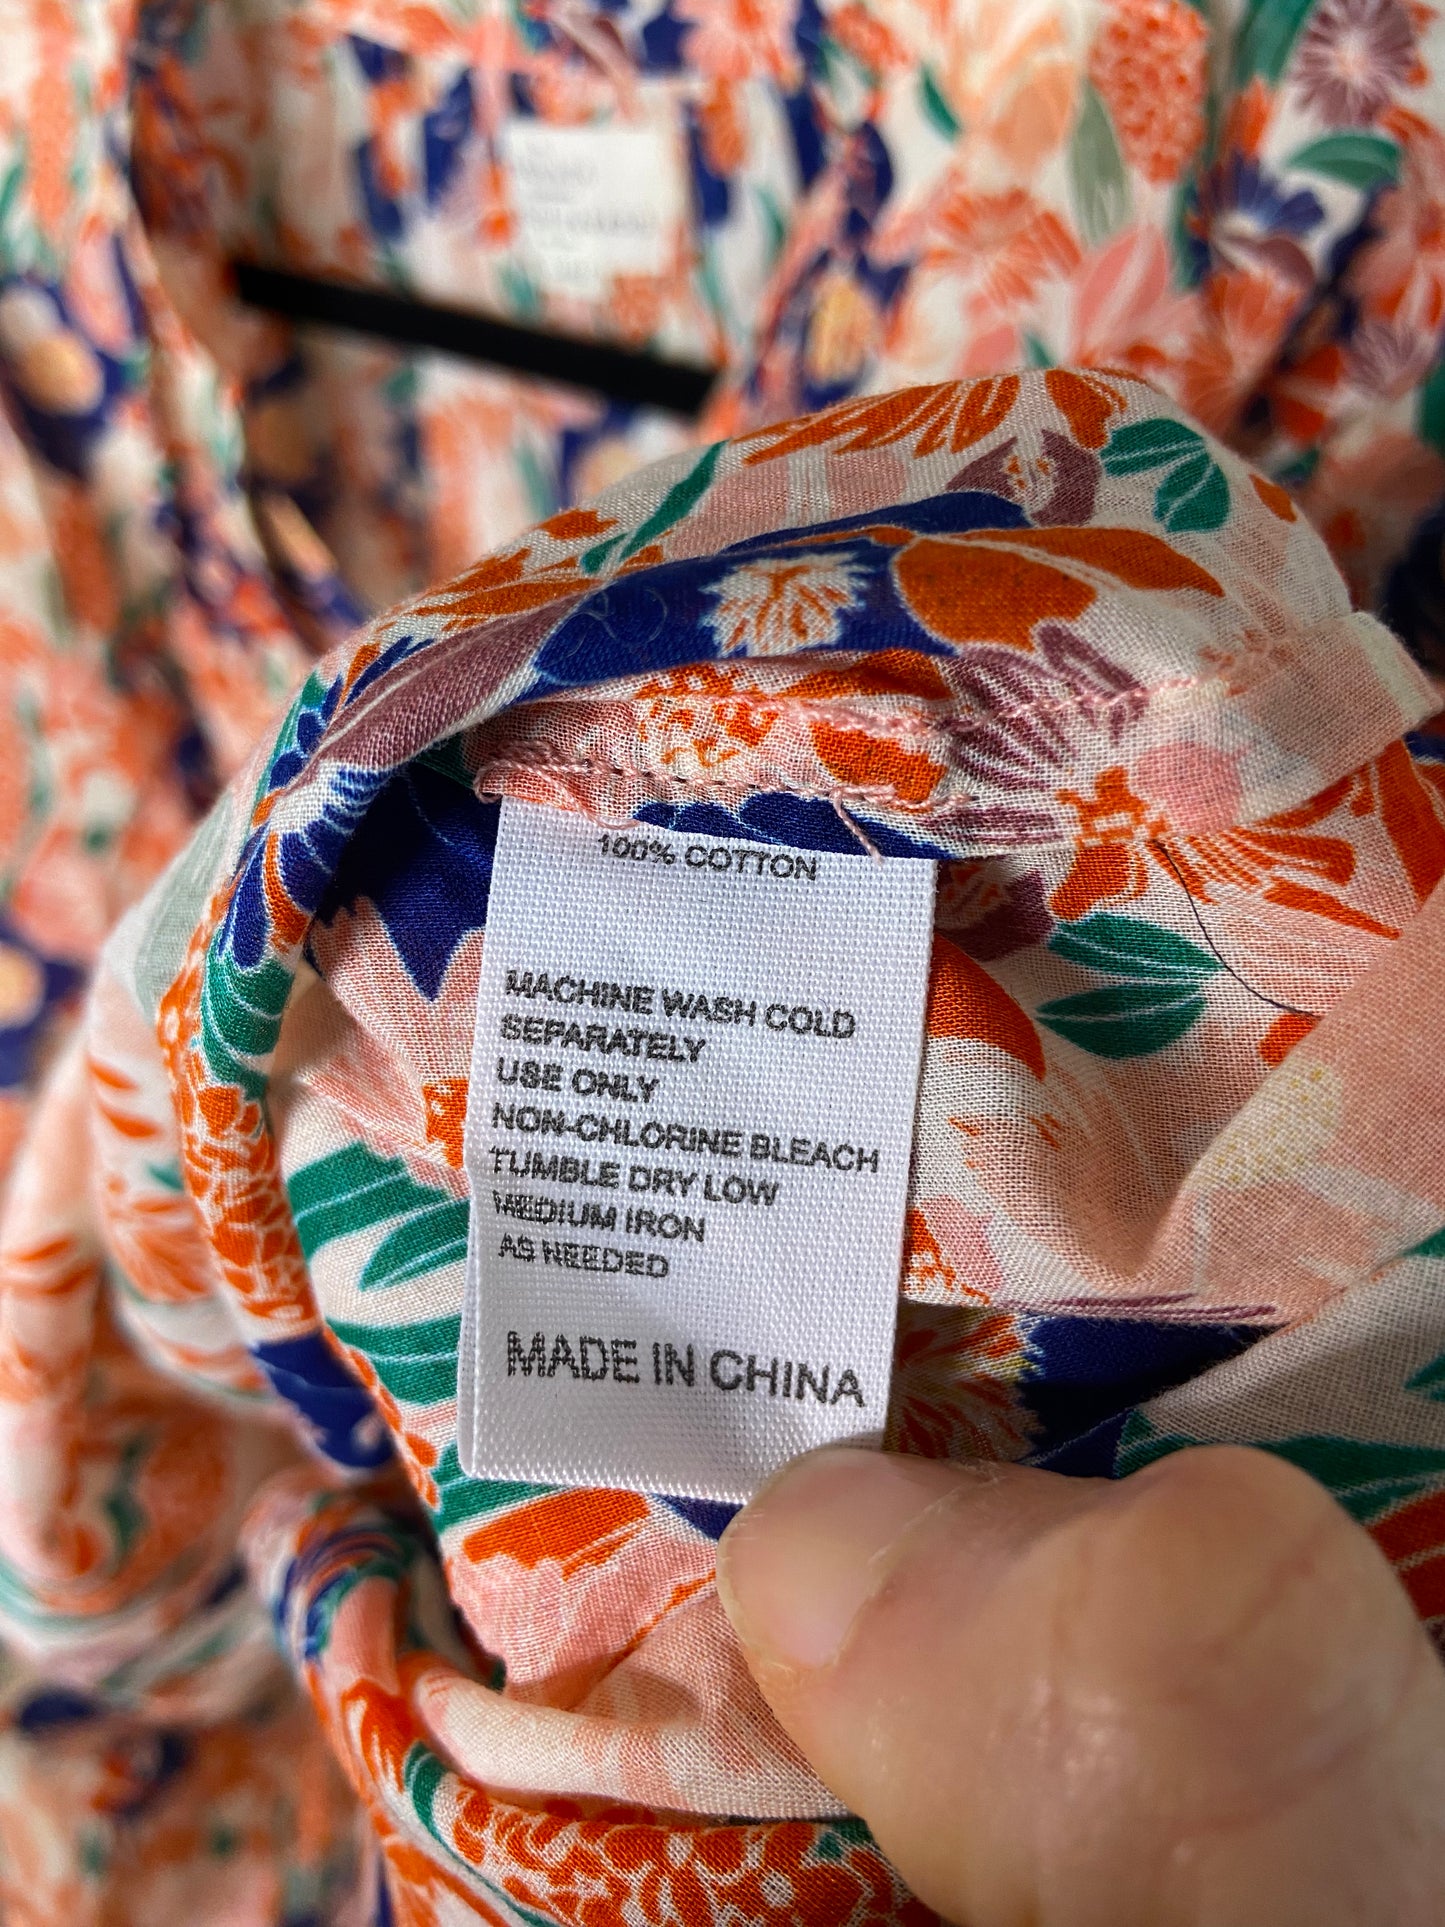 100% COTTON
MACHINE WASH COLD
SEPARATELY
USE ONLY
NON-CHLORINE BLEACH
TUMBLE DRY LOW
MEDIUM IRON
AS NEEDED
MADE IN CHINA